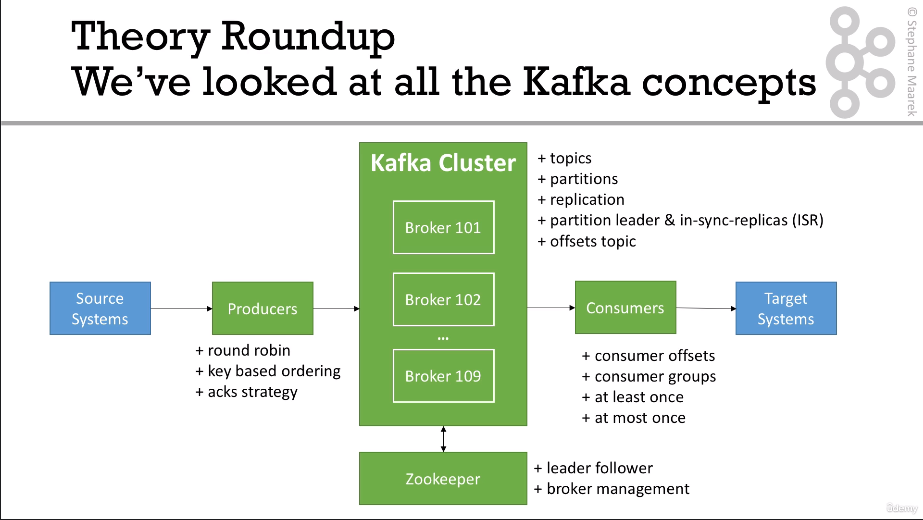 Theory Roundup
We've looked at all the Kafka concepts
© Stephane Maarek
Kafka Cluster
Broker 101
Broker 102
...
Broker 109
+ topics
+ partitions
+ replication
+ partition leader & in-sync-replicas (ISR)
+ offsets topic
Source
Systems
Producers
+ round robin
+ key based ordering
+ acks strategy
Consumers
+ consumer offsets
+ consumer groups
+ at least once
+ at most once
Target
Systems
Zookeeper
+ leader follower
+ broker management
ûdemy